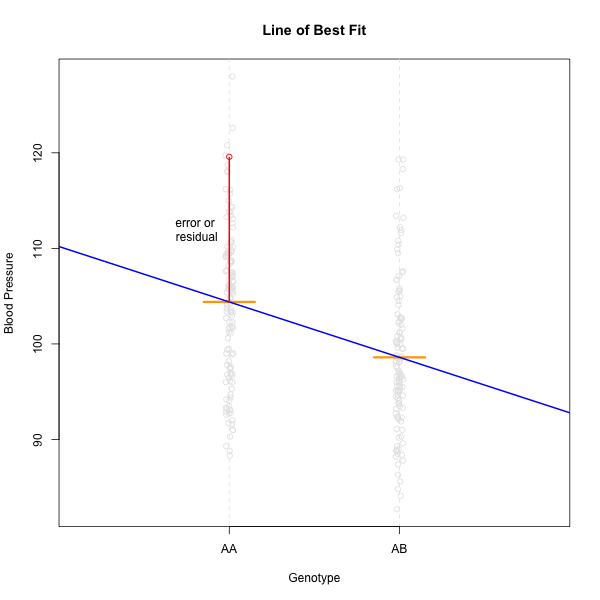 Line of Best Fit
120
110
100
90
Blood Pressure
error or
residual
AA
AB
Genotype